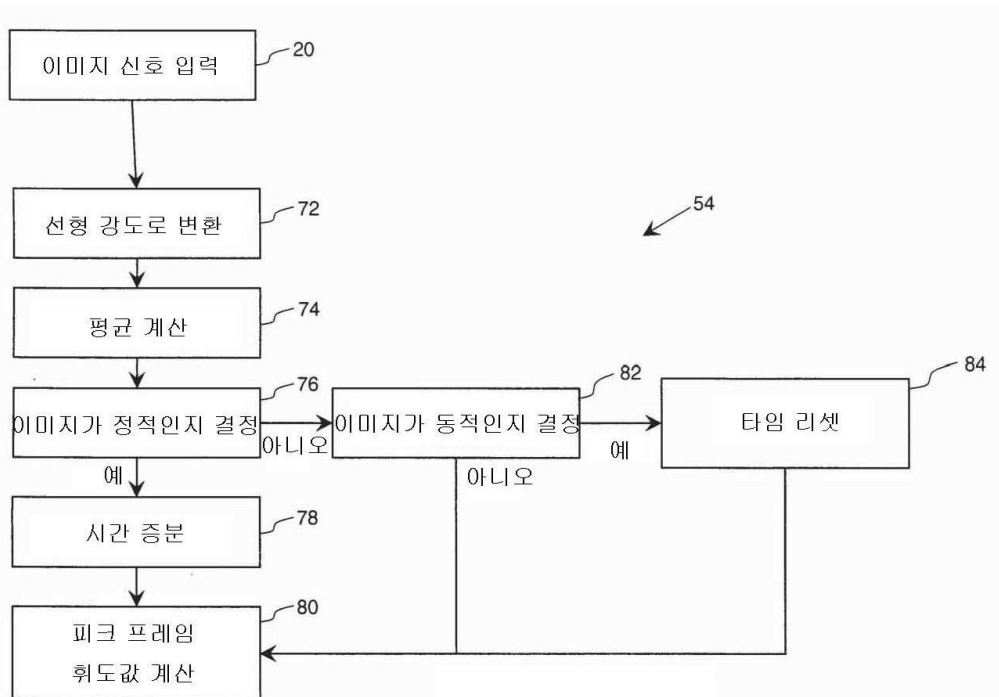 이미지 신호 입력
20
선형 강도로 변환
72
54
평균 계산
74
이미지가 정적인지 결정
76
아니오
이미지가 동적인지 결정
82
예
타임 리셋
84
예
아니오
시간 증분
78
피크 프레임
휘도값 계산
80